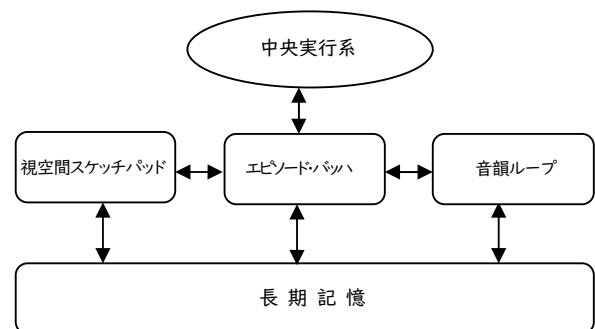 中央実行系
視空間スケッチパッド
エピソード・バッハ
音韻ループ
長期記憶